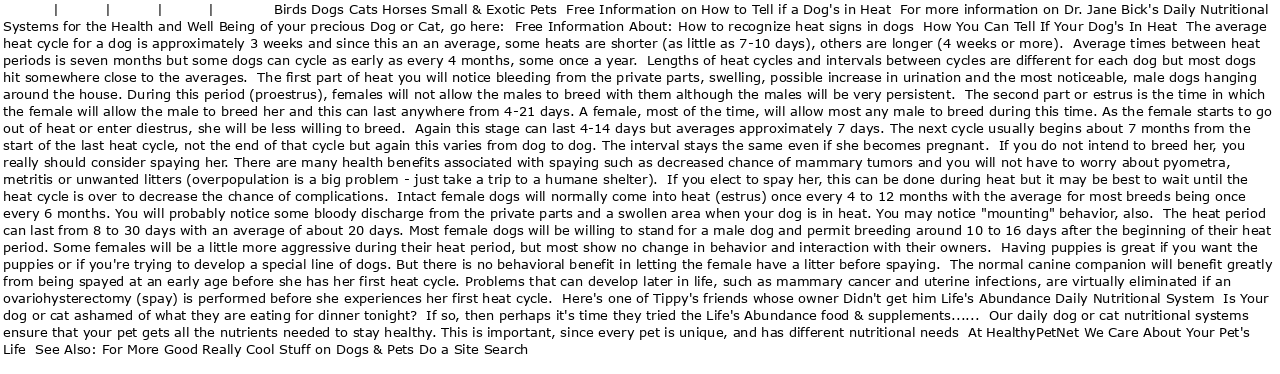 | | | | Birds Dogs Cats Horses Small & Exotic Pets Free Information on How to Tell if a Dog's in Heat For more information on Dr. Jane Bick's Daily Nutritional
Systems for the Health and Well Being of your precious Dog or Cat, go here: Free Information About: How to recognize heat signs in dogs How You Can Tell If Your Dog's In Heat The average
heat cycle for a dog is approximately 3 weeks and since this an an average, some heats are shorter (as little as 7-10 days), others are longer (4 weeks or more). Average times between heat
periods is seven months but some dogs can cycle as early as every 4 months, some once a year. Lengths of heat cycles and intervals between cycles are different for each dog but most dogs
hit somewhere close to the averages. The first part of heat you will notice bleeding from the private parts, swelling, possible increase in urination and the most noticeable, male dogs hanging
around the house. During this period (proestrus), females will not allow the males to breed with them although the males will be very persistent. The second part or estrus is the time in which
the female will allow the male to breed her and this can last anywhere from 4-21 days. A female, most of the time, will allow most any male to breed during this time. As the female starts to go
out of heat or enter diestrus, she will be less willing to breed. Again this stage can last 4-14 days but averages approximately 7 days. The next cycle usually begins about 7 months from the
start of the last heat cycle, not the end of that cycle but again this varies from dog to dog. The interval stays the same even if she becomes pregnant. If you do not intend to breed her, you
really should consider spaying her. There are many health benefits associated with spaying such as decreased chance of mammary tumors and you will not have to worry about pyometra,
metritis or unwanted litters (overpopulation is a big problem - just take a trip to a humane shelter). If you elect to spay her, this can be done during heat but it may be best to wait until the
heat cycle is over to decrease the chance of complications. Intact female dogs will normally come into heat (estrus) once every 4 to 12 months with the average for most breeds being once
every 6 months. You will probably notice some bloody discharge from the private parts and a swollen area when your dog is in heat. You may notice "mounting" behavior, also. The heat period
can last from 8 to 30 days with an average of about 20 days. Most female dogs will be willing to stand for a male dog and permit breeding around 10 to 16 days after the beginning of their heat
period. Some females will be a little more aggressive during their heat period, but most show no change in behavior and interaction with their owners. Having puppies is great if you want the
puppies or if you're trying to develop a special line of dogs. But there is no behavioral benefit in letting the female have a litter before spaying. The normal canine companion will benefit greatly
from being spayed at an early age before she has her first heat cycle. Problems that can develop later in life, such as mammary cancer and uterine infections, are virtually eliminated if an
ovariohysterectomy (spay) is performed before she experiences her first heat cycle. Here's one of Tippy's friends whose owner Didn't get him Life's Abundance Daily Nutritional System Is Your
dog or cat ashamed of what they are eating for dinner tonight? If so, then perhaps it's time they tried the Life's Abundance food & supplements...... Our daily dog or cat nutritional systems
ensure that your pet gets all the nutrients needed to stay healthy. This is important, since every pet is unique, and has different nutritional needs At HealthyPetNet We Care About Your Pet's
Life See Also: For More Good Really Cool Stuff on Dogs & Pets Do a Site Search